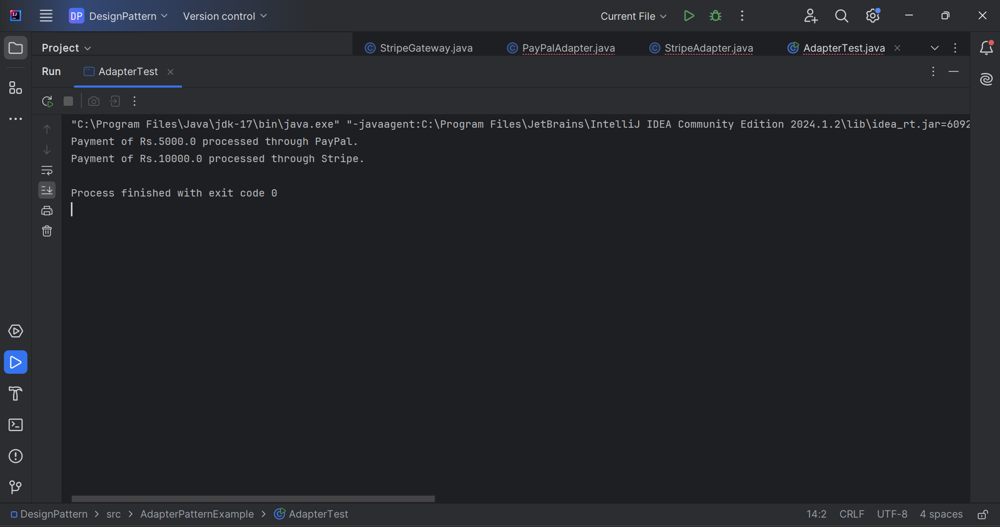 DP DesignPattern Version control Current File
Project StripeGateway.java PayPalAdapter.java StripeAdapter.java AdapterTest.java
Run AdapterTest
"C:\Program Files\Java\jdk-17\bin\java.exe" "-javaagent:C:\Program Files\JetBrains\IntelliJ IDEA Community Edition 2024.1.2\lib\idea_rt.jar=6092
Payment of Rs.5000.0 processed through PayPal.
Payment of Rs.10000.0 processed through Stripe.
Process finished with exit code 0
DesignPattern > src > AdapterPatternExample > AdapterTest 14:2 CRLF UTF-8 4 spaces